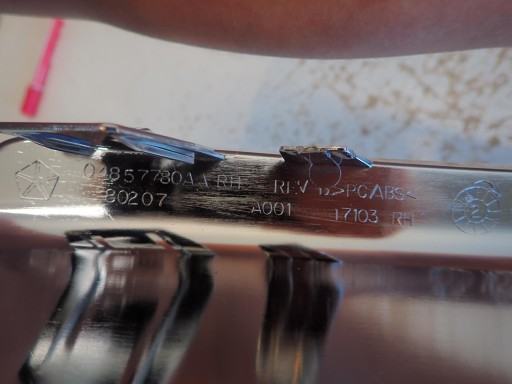 04857780AA RH REV >PC/ABS<
80207 A001 17103 RH